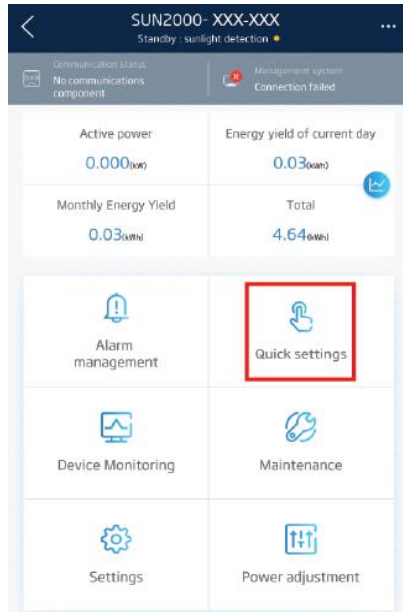 SUN2000- XXX-XXX
Standby : sunlight detection
Communication status
No communications
component
Management system
Connection failed
Active power
0.000(kW)
Energy yield of current day
0.03(kWh)
Monthly Energy Yield
0.03(kWh)
Total
4.64(kWh)
Alarm
management
Quick settings
Device Monitoring
Maintenance
Settings
Power adjustment